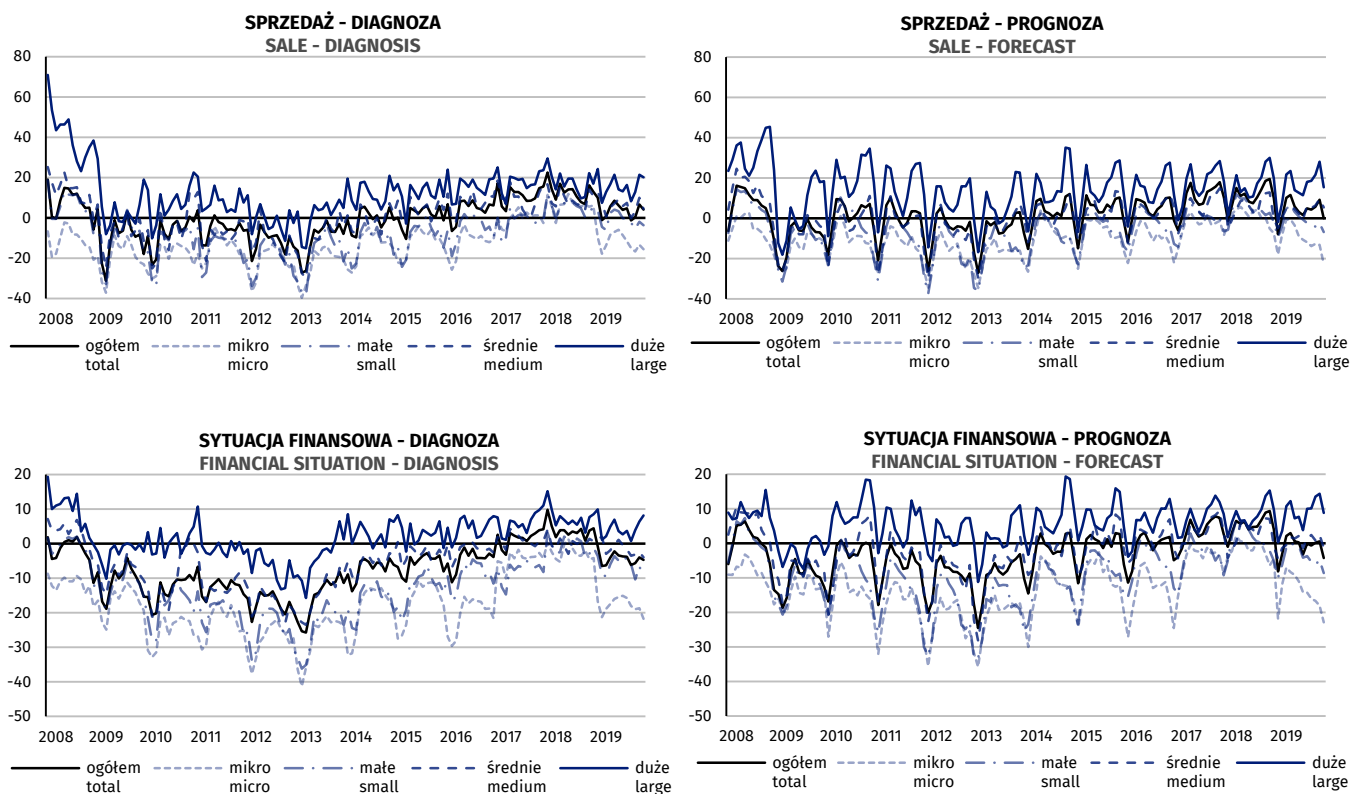 SPRZEDAŻ - DIAGNOZA
SALE - DIAGNOSIS
80
60
40
20
0
-20
-40
2008 2009 2010 2011 2012 2013 2014 2015 2016 2017 2018 2019
ogółem mikro małe średnie duże
total micro small medium large
SPRZEDAŻ - PROGNOZA
SALE - FORECAST
80
60
40
20
0
-20
-40
2008 2009 2010 2011 2012 2013 2014 2015 2016 2017 2018 2019
ogółem mikro małe średnie duże
total micro small medium large
SYTUACJA FINANSOWA - DIAGNOZA
FINANCIAL SITUATION - DIAGNOSIS
20
10
0
-10
-20
-30
-40
-50
2008 2009 2010 2011 2012 2013 2014 2015 2016 2017 2018 2019
ogółem mikro małe średnie duże
total micro small medium large
SYTUACJA FINANSOWA - PROGNOZA
FINANCIAL SITUATION - FORECAST
20
10
0
-10
-20
-30
-40
-50
2008 2009 2010 2011 2012 2013 2014 2015 2016 2017 2018 2019
ogółem mikro małe średnie duże
total micro small medium large